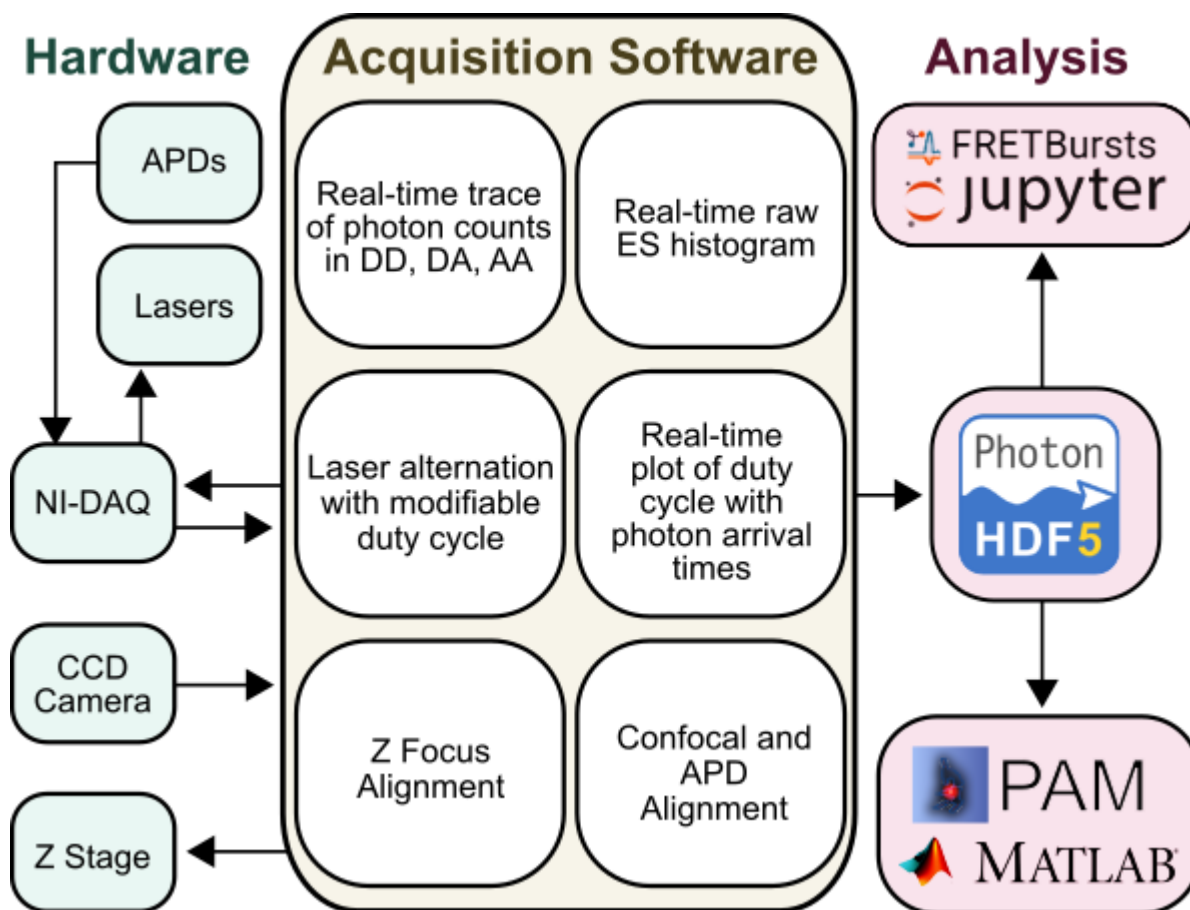 Hardware
Acquisition Software
Analysis
APDs
Lasers
NI-DAQ
CCD
Camera
Z Stage
Real-time trace
of photon counts
in DD, DA, AA
Real-time raw
ES histogram
Laser alternation
with modifiable
duty cycle
Real-time
plot of duty
cycle with
photon arrival
times
Z Focus
Alignment
Confocal and
APD
Alignment
FRETBursts
jupyter
Photon
HDF5
PAM
MATLAB®